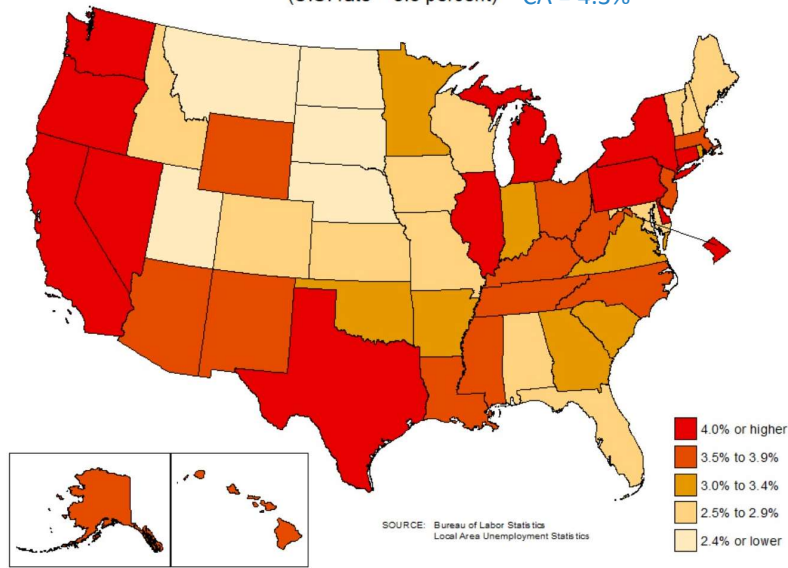 CA = 4.5%
4.0% or higher
3.5% to 3.9%
3.0% to 3.4%
2.5% to 2.9%
2.4% or lower
SOURCE: Bureau of Labor Statistics
Local Area Unemployment Statistics